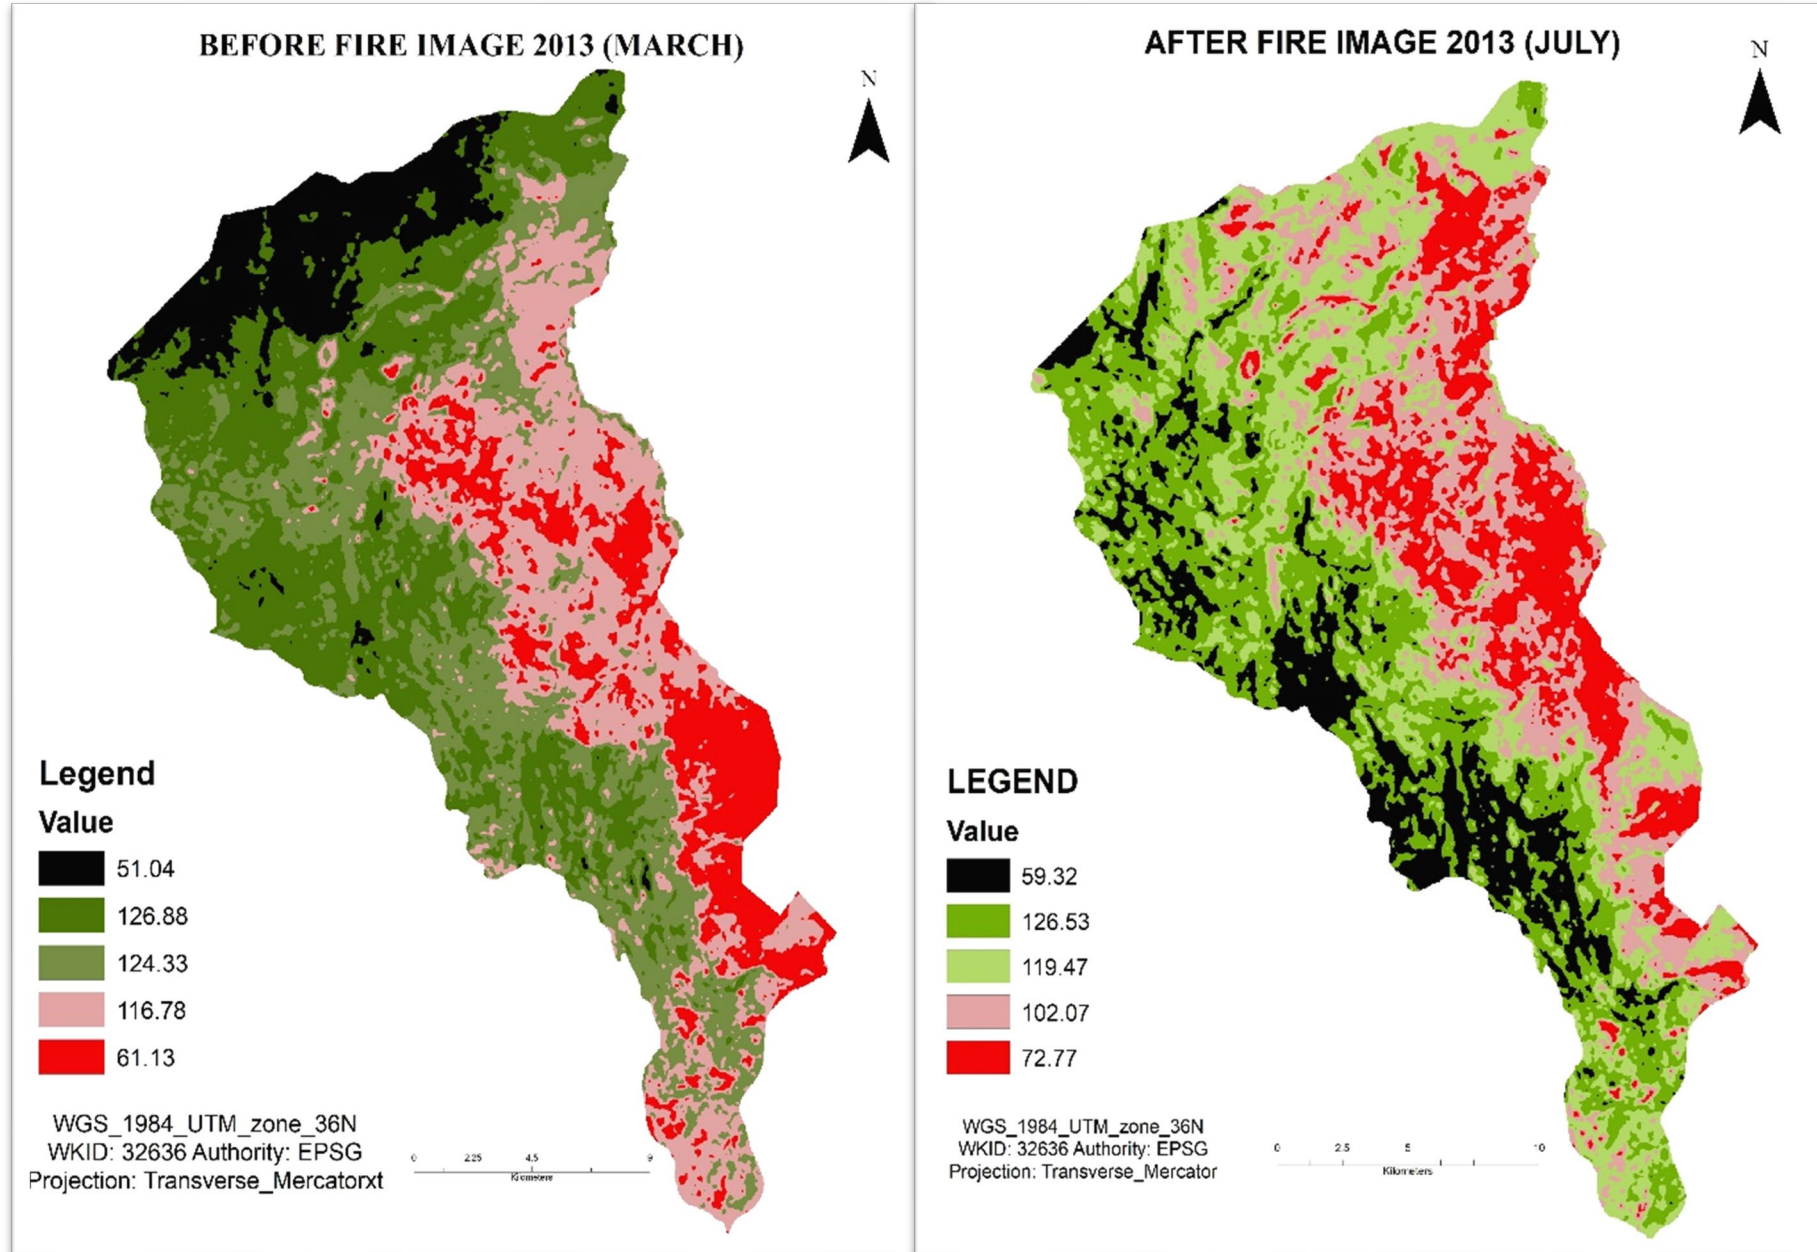 BEFORE FIRE IMAGE 2013 (MARCH)
N
Legend
Value
51.04
126.88
124.33
116.78
61.13
WGS_1984_UTM_zone_36N
WKID: 32636 Authority: EPSG
Projection: Transverse_Mercatorxt
0 2.25 4.5 9
Kilometers
AFTER FIRE IMAGE 2013 (JULY)
N
LEGEND
Value
59.32
126.53
119.47
102.07
72.77
WGS_1984_UTM_zone_36N
WKID: 32636 Authority: EPSG
Projection: Transverse_Mercator
0 2.5 5 10
Kilometers